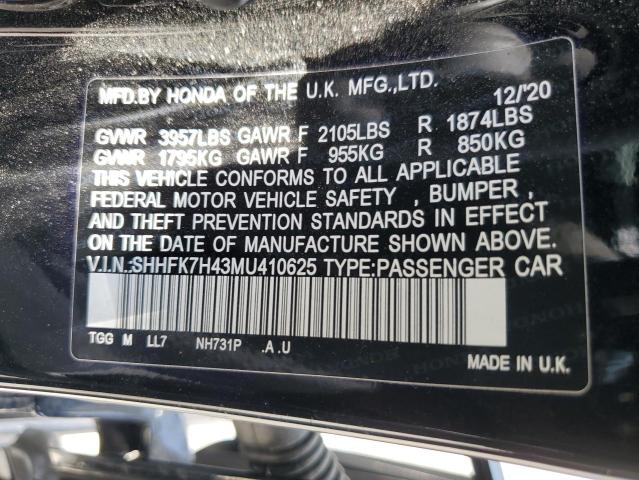 MFD.BY HONDA OF THE U.K. MFG.,LTD. 12/'20
GVWR 3957LBS GAWR F 2105LBS R 1874LBS
GVWR 1795KG GAWR F 955KG R 850KG
THIS VEHICLE CONFORMS TO ALL APPLICABLE
FEDERAL MOTOR VEHICLE SAFETY , BUMPER ,
AND THEFT PREVENTION STANDARDS IN EFFECT
ON THE DATE OF MANUFACTURE SHOWN ABOVE.
V.I.N.:SHHFK7H43MU410625 TYPE:PASSENGER CAR
TGG M LL7 NH731P .A .U
MADE IN U.K.